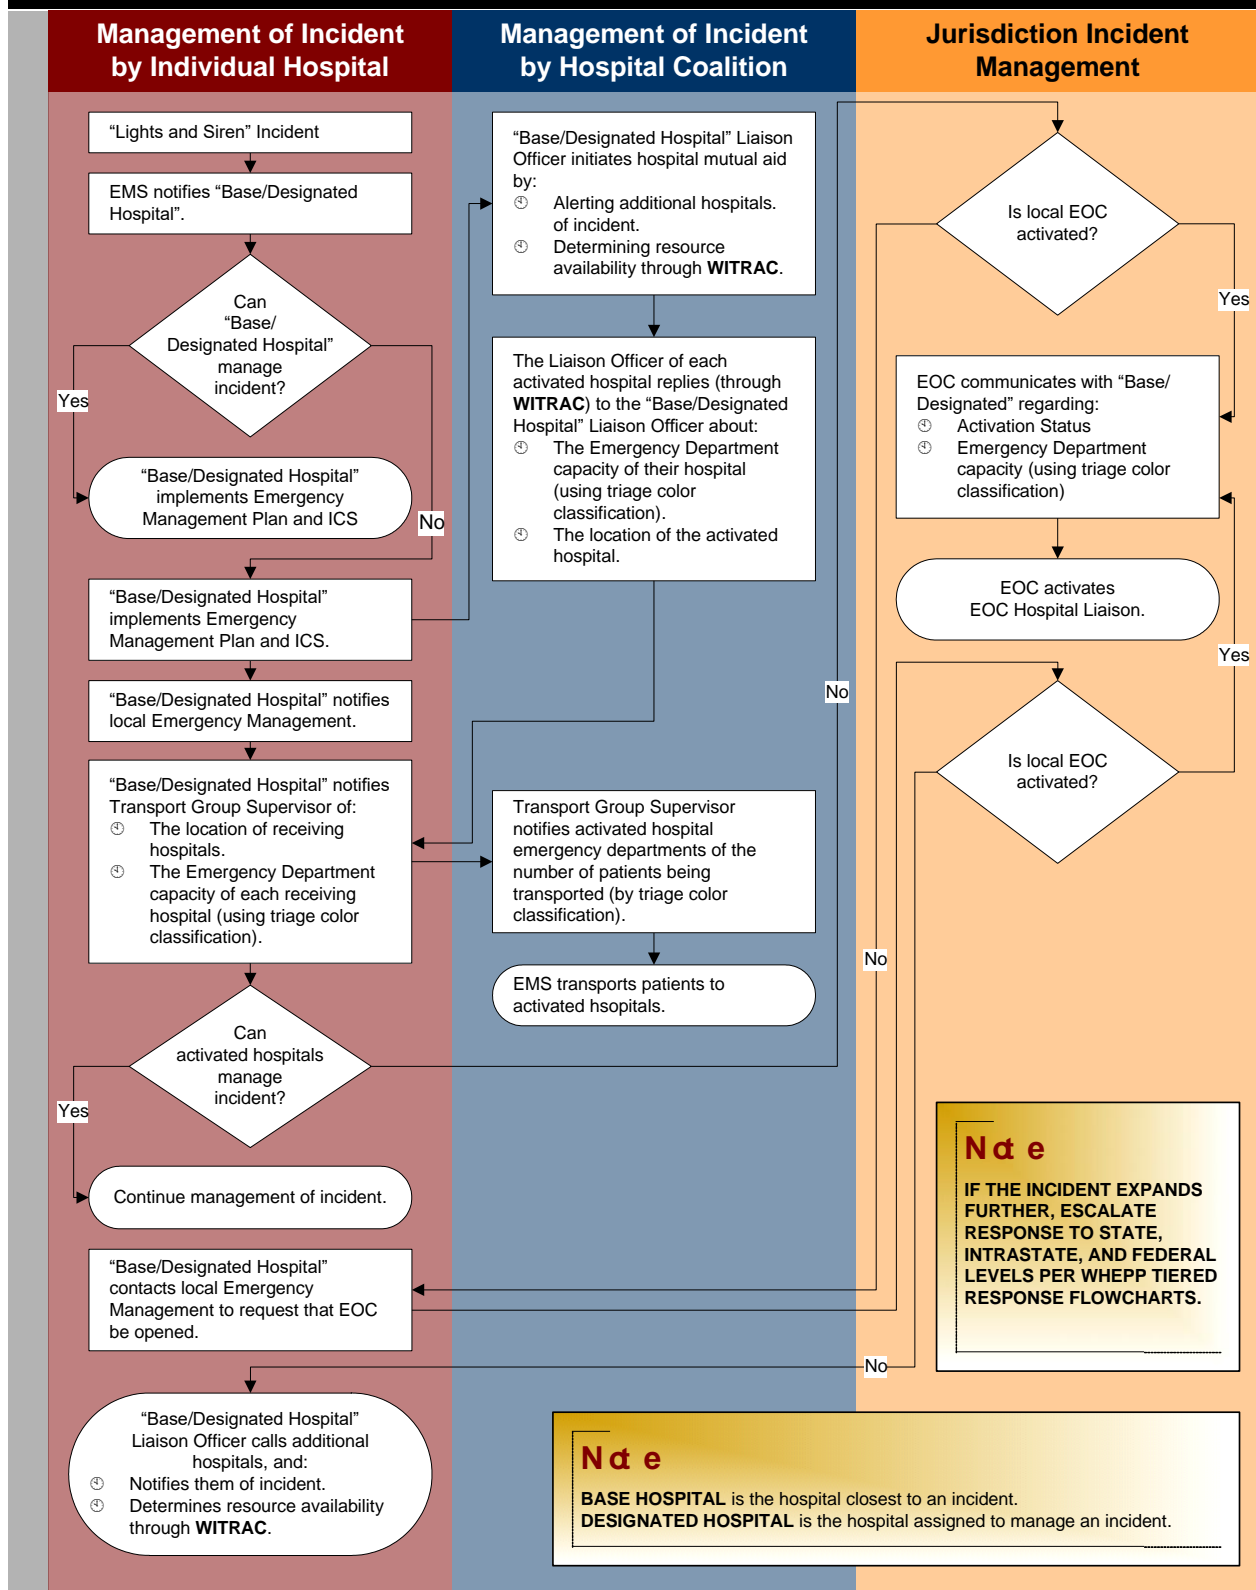 Management of Incident
by Individual Hospital
Management of Incident
by Hospital Coalition
Jurisdiction Incident
Management
“Lights and Siren” Incident
EMS notifies “Base/Designated
Hospital”.
Can
“Base/
Designated Hospital”
manage
incident?
Yes
No
“Base/Designated Hospital”
implements Emergency
Management Plan and ICS
“Base/Designated Hospital”
implements Emergency
Management Plan and ICS.
“Base/Designated Hospital” notifies
local Emergency Management.
“Base/Designated Hospital” notifies
Transport Group Supervisor of:
The location of receiving
hospitals.
The Emergency Department
capacity of each receiving
hospital (using triage color
classification).
Can
activated hospitals
manage
incident?
Yes
Continue management of incident.
“Base/Designated Hospital”
contacts local Emergency
Management to request that EOC
be opened.
“Base/Designated Hospital”
Liaison Officer calls additional
hospitals, and:
Notifies them of incident.
Determines resource availability
through WITRAC.
“Base/Designated Hospital” Liaison
Officer initiates hospital mutual aid
by:
Alerting additional hospitals.
of incident.
Determining resource
availability through WITRAC.
The Liaison Officer of each
activated hospital replies (through
WITRAC) to the “Base/Designated
Hospital” Liaison Officer about:
The Emergency Department
capacity of their hospital
(using triage color
classification).
The location of the activated
hospital.
No
Transport Group Supervisor
notifies activated hospital
emergency departments of the
number of patients being
transported (by triage color
classification).
EMS transports patients to
activated hsopitals.
Is local EOC
activated?
Yes
EOC communicates with “Base/
Designated” regarding:
Activation Status
Emergency Department
capacity (using triage color
classification)
EOC activates
EOC Hospital Liaison.
Yes
Is local EOC
activated?
No
No
Note
IF THE INCIDENT EXPANDS
FURTHER, ESCALATE
RESPONSE TO STATE,
INTRASTATE, AND FEDERAL
LEVELS PER WHEPP TIERED
RESPONSE FLOWCHARTS.
Note
BASE HOSPITAL is the hospital closest to an incident.
DESIGNATED HOSPITAL is the hospital assigned to manage an incident.